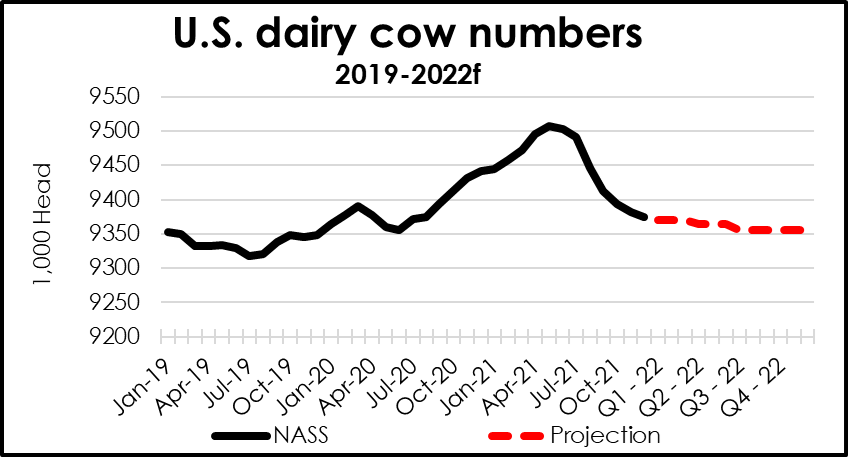 U.S. dairy cow numbers
2019-2022f
9550
9500
9450
9400
9350
9300
9250
9200
1,000 Head
Jan-19
Apr-19
Jul-19
Oct-19
Jan-20
Apr-20
Jul-20
Oct-20
Jan-21
Apr-21
Jul-21
Oct-21
Q1 - 22
Q2 - 22
Q3 - 22
Q4 - 22
NASS
Projection